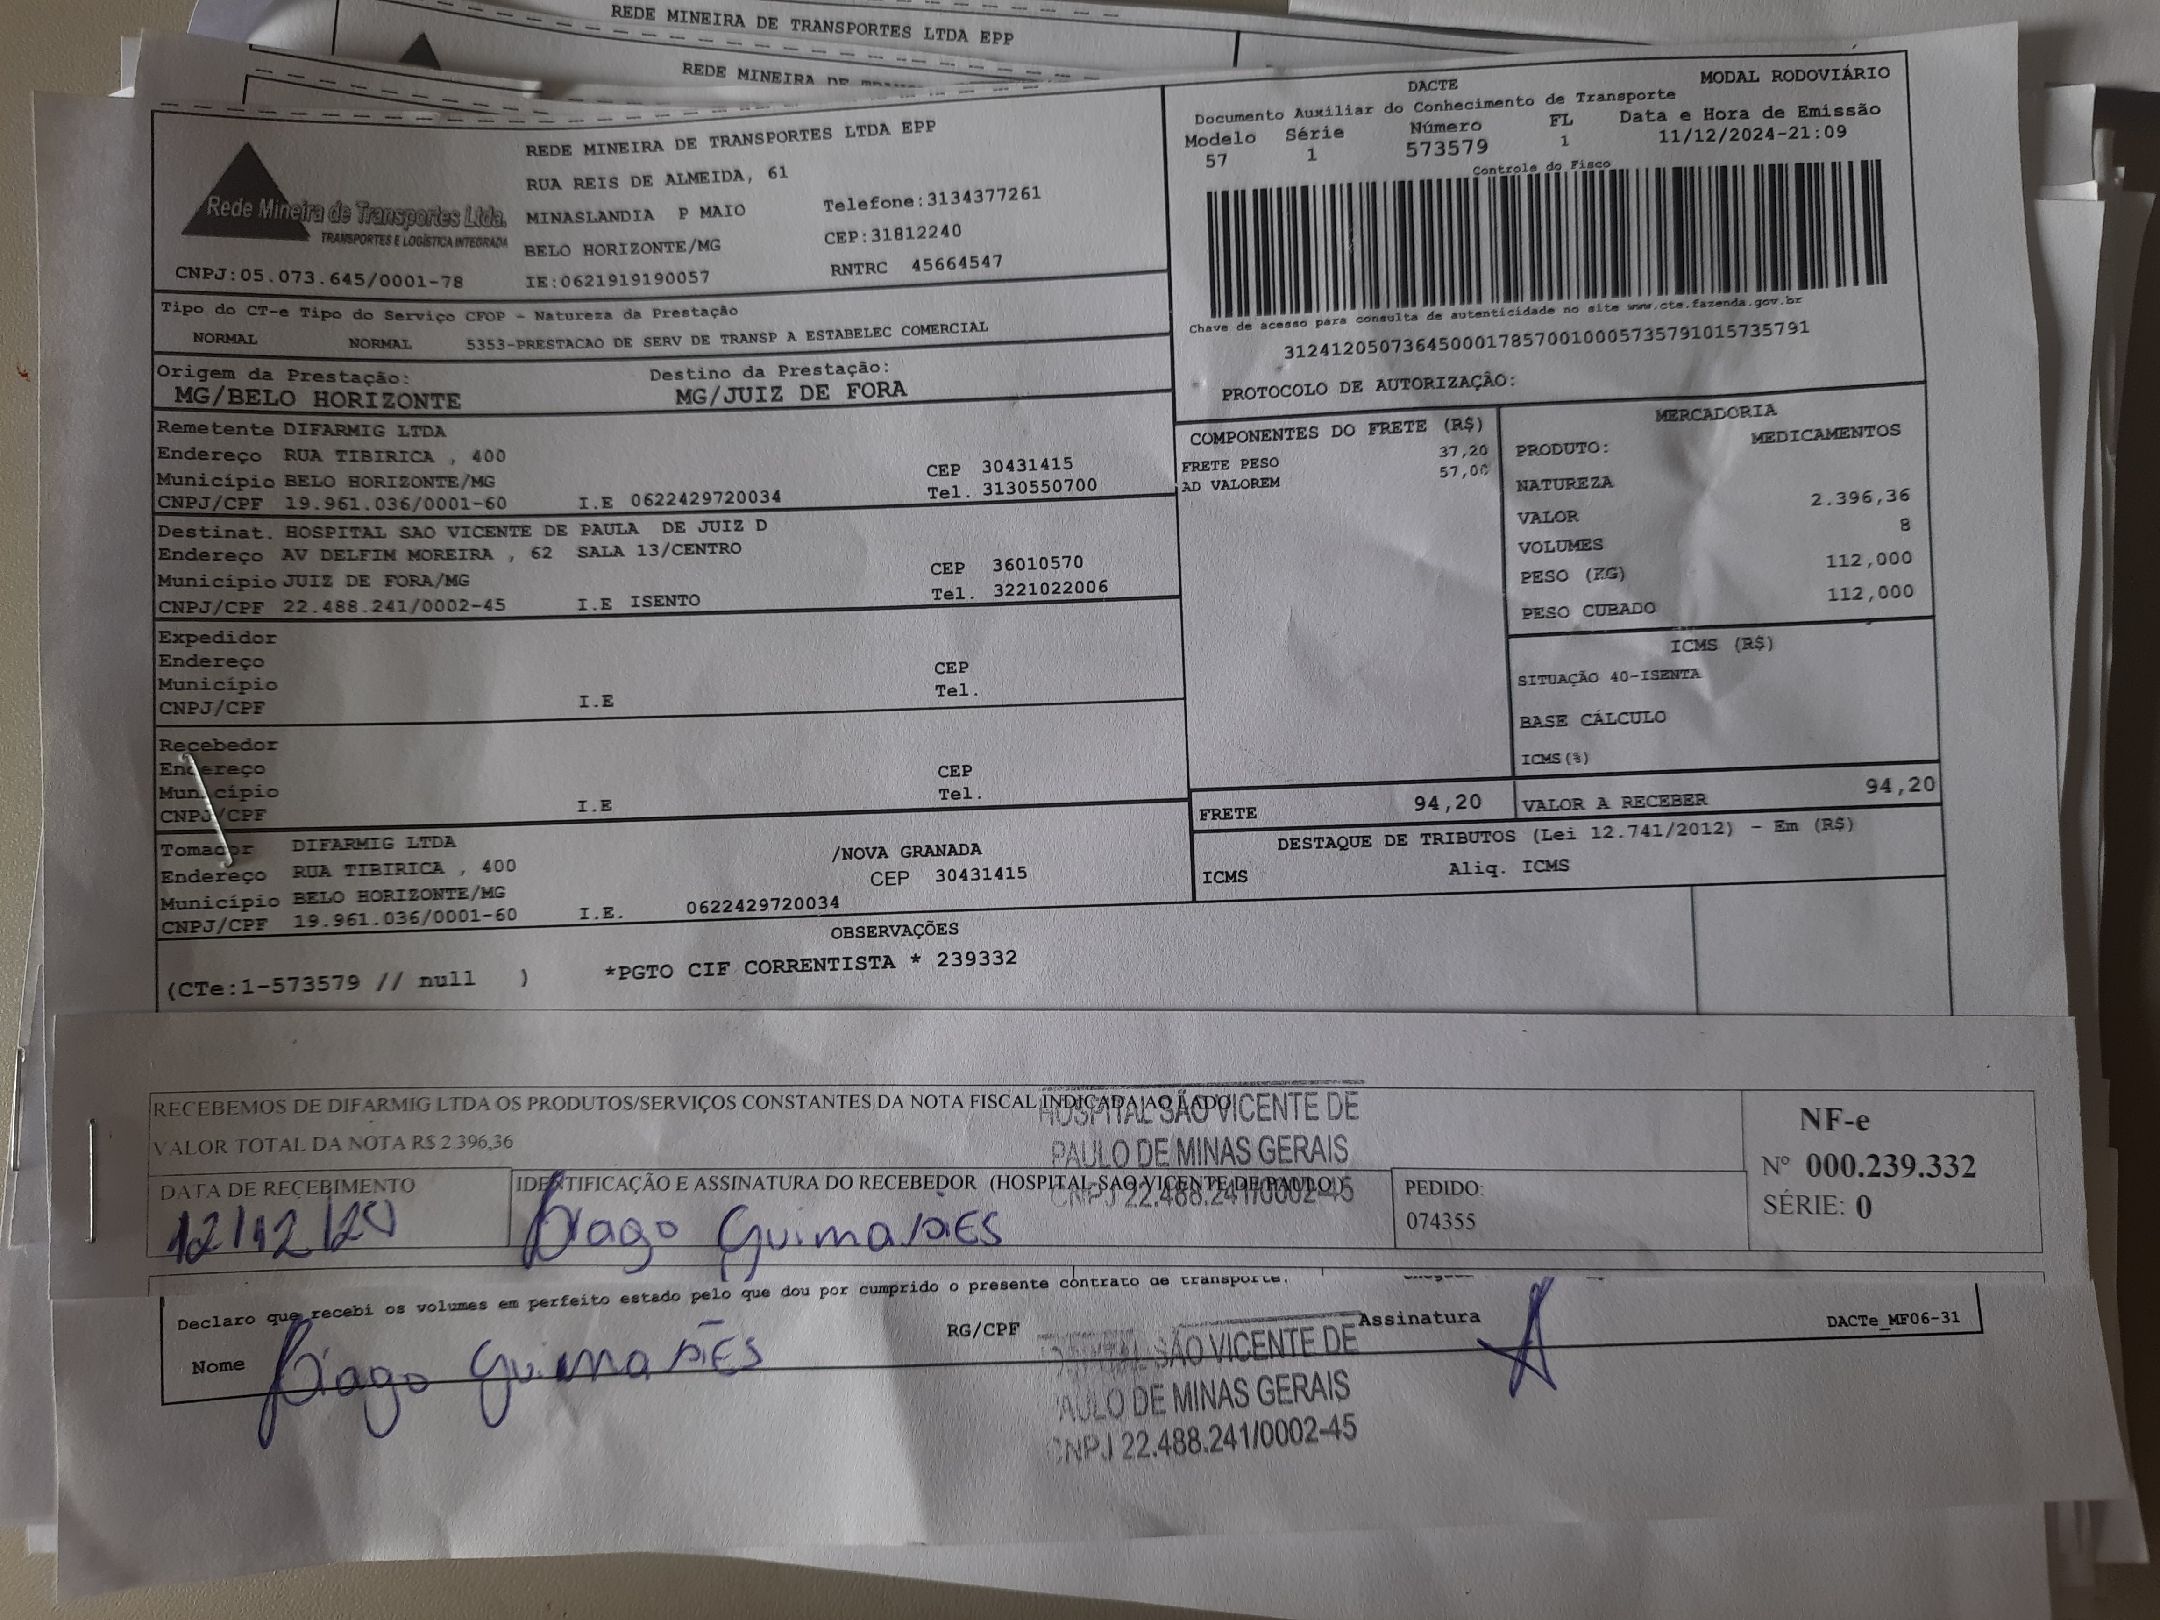 REDE MINEIRA DE TRANSPORTES LTDA EPP
REDE MINEIRA DE
REDE MINEIRA DE TRANSPORTES LTDA EPP
RUA REIS DE ALMEIDA, 61
MINASLANDIA P MAIO Telefone:3134377261
BELO HORIZONTE/MG CEP:31812240
Rede Mineira de Transportes Ltda.
TRANSPORTES E LOGÍSTICA INTEGRADA
CNPJ:05.073.645/0001-78 IE:0621919190057 RNTRC 45664547
DACTE MODAL RODOVIÁRIO
Documento Auxiliar do Conhecimento de Transporte
Modelo Série Número FL Data e Hora de Emissão
57 1 573579 1 11/12/2024-21:09
Controle do Fisco
Chave de acesso para consulta de autenticidade no site www.cte.fazenda.gov.br
31241205073645000178570010005735791015735791
PROTOCOLO DE AUTORIZAÇÃO:
Tipo do CT-e Tipo do Serviço CFOP - Natureza da Prestação
NORMAL NORMAL 5353-PRESTACAO DE SERV DE TRANSP A ESTABELEC COMERCIAL
Origem da Prestação: Destino da Prestação:
MG/BELO HORIZONTE MG/JUIZ DE FORA
Remetente DIFARMIG LTDA
Endereço RUA TIBIRICA , 400
Município BELO HORIZONTE/MG CEP 30431415
CNPJ/CPF 19.961.036/0001-60 I.E 0622429720034 Tel. 3130550700
Destinat. HOSPITAL SAO VICENTE DE PAULA DE JUIZ D
Endereço AV DELFIM MOREIRA , 62 SALA 13/CENTRO
Município JUIZ DE FORA/MG CEP 36010570
CNPJ/CPF 22.488.241/0002-45 I.E ISENTO Tel. 3221022006
Expedidor
Endereço
Município CEP
CNPJ/CPF I.E Tel.
Recebedor
Endereço
Município CEP
CNPJ/CPF I.E Tel.
Tomador DIFARMIG LTDA
Endereço RUA TIBIRICA , 400 /NOVA GRANADA
Município BELO HORIZONTE/MG CEP 30431415
CNPJ/CPF 19.961.036/0001-60 I.E. 0622429720034
COMPONENTES DO FRETE (R$)
FRETE PESO 37,20
AD VALOREM 57,00
MERCADORIA
PRODUTO: MEDICAMENTOS
NATUREZA
VALOR 2.396,36
VOLUMES 8
PESO (KG) 112,000
PESO CUBADO 112,000
ICMS (R$)
SITUAÇÃO 40-ISENTA
BASE CÁLCULO
ICMS(%)
FRETE 94,20 VALOR A RECEBER 94,20
DESTAQUE DE TRIBUTOS (Lei 12.741/2012) - Em (R$)
ICMS Aliq. ICMS
OBSERVAÇÕES
(CTe:1-573579 // null ) *PGTO CIF CORRENTISTA * 239332
RECEBEMOS DE DIFARMIG LTDA OS PRODUTOS/SERVIÇOS CONSTANTES DA NOTA FISCAL INDICADA AO LADO
VALOR TOTAL DA NOTA R$ 2.396,36
DATA DE RECEBIMENTO IDENTIFICAÇÃO E ASSINATURA DO RECEBEDOR (HOSPITAL SAO VICENTE DE PAULO )
12/12/20 Guimarães
HOSPITAL SÃO VICENTE DE
PAULO DE MINAS GERAIS
CNPJ 22.488.241/0002-45
PEDIDO:
074355
NF-e
Nº 000.239.332
SÉRIE: 0
Declaro que recebi os volumes em perfeito estado pelo que dou por cumprido o presente contrato de transporte.
Nome Guimarães RG/CPF Assinatura DACTe_MF06-31
HOSPITAL SÃO VICENTE DE
PAULO DE MINAS GERAIS
CNPJ 22.488.241/0002-45